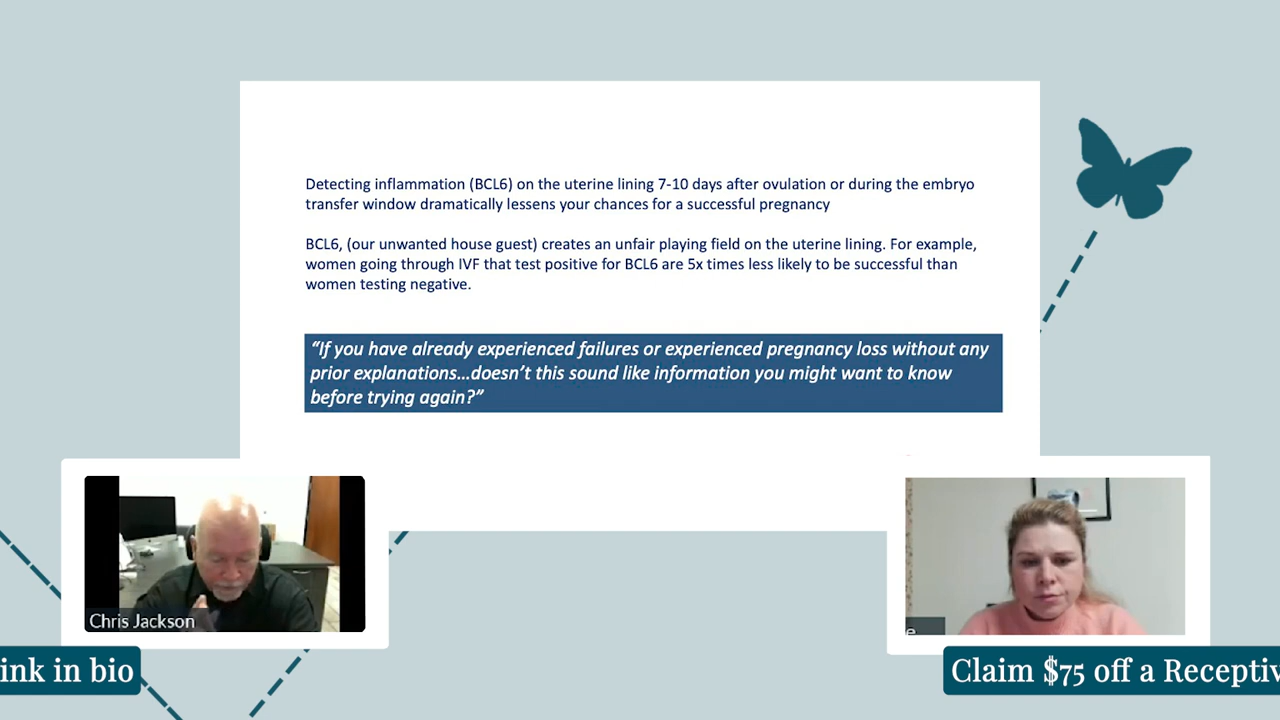 Detecting inflammation (BCL6) on the uterine lining 7-10 days after ovulation or during the embryo
transfer window dramatically lessens your chances for a successful pregnancy
BCL6, (our unwanted house guest) creates an unfair playing field on the uterine lining. For example,
women going through IVF that test positive for BCL6 are 5x times less likely to be successful than
women testing negative.
“If you have already experienced failures or experienced pregnancy loss without any
prior explanations...doesn’t this sound like information you might want to know
before trying again?”
Chris Jackson
e
ink in bio
Claim $75 off a Receptiv